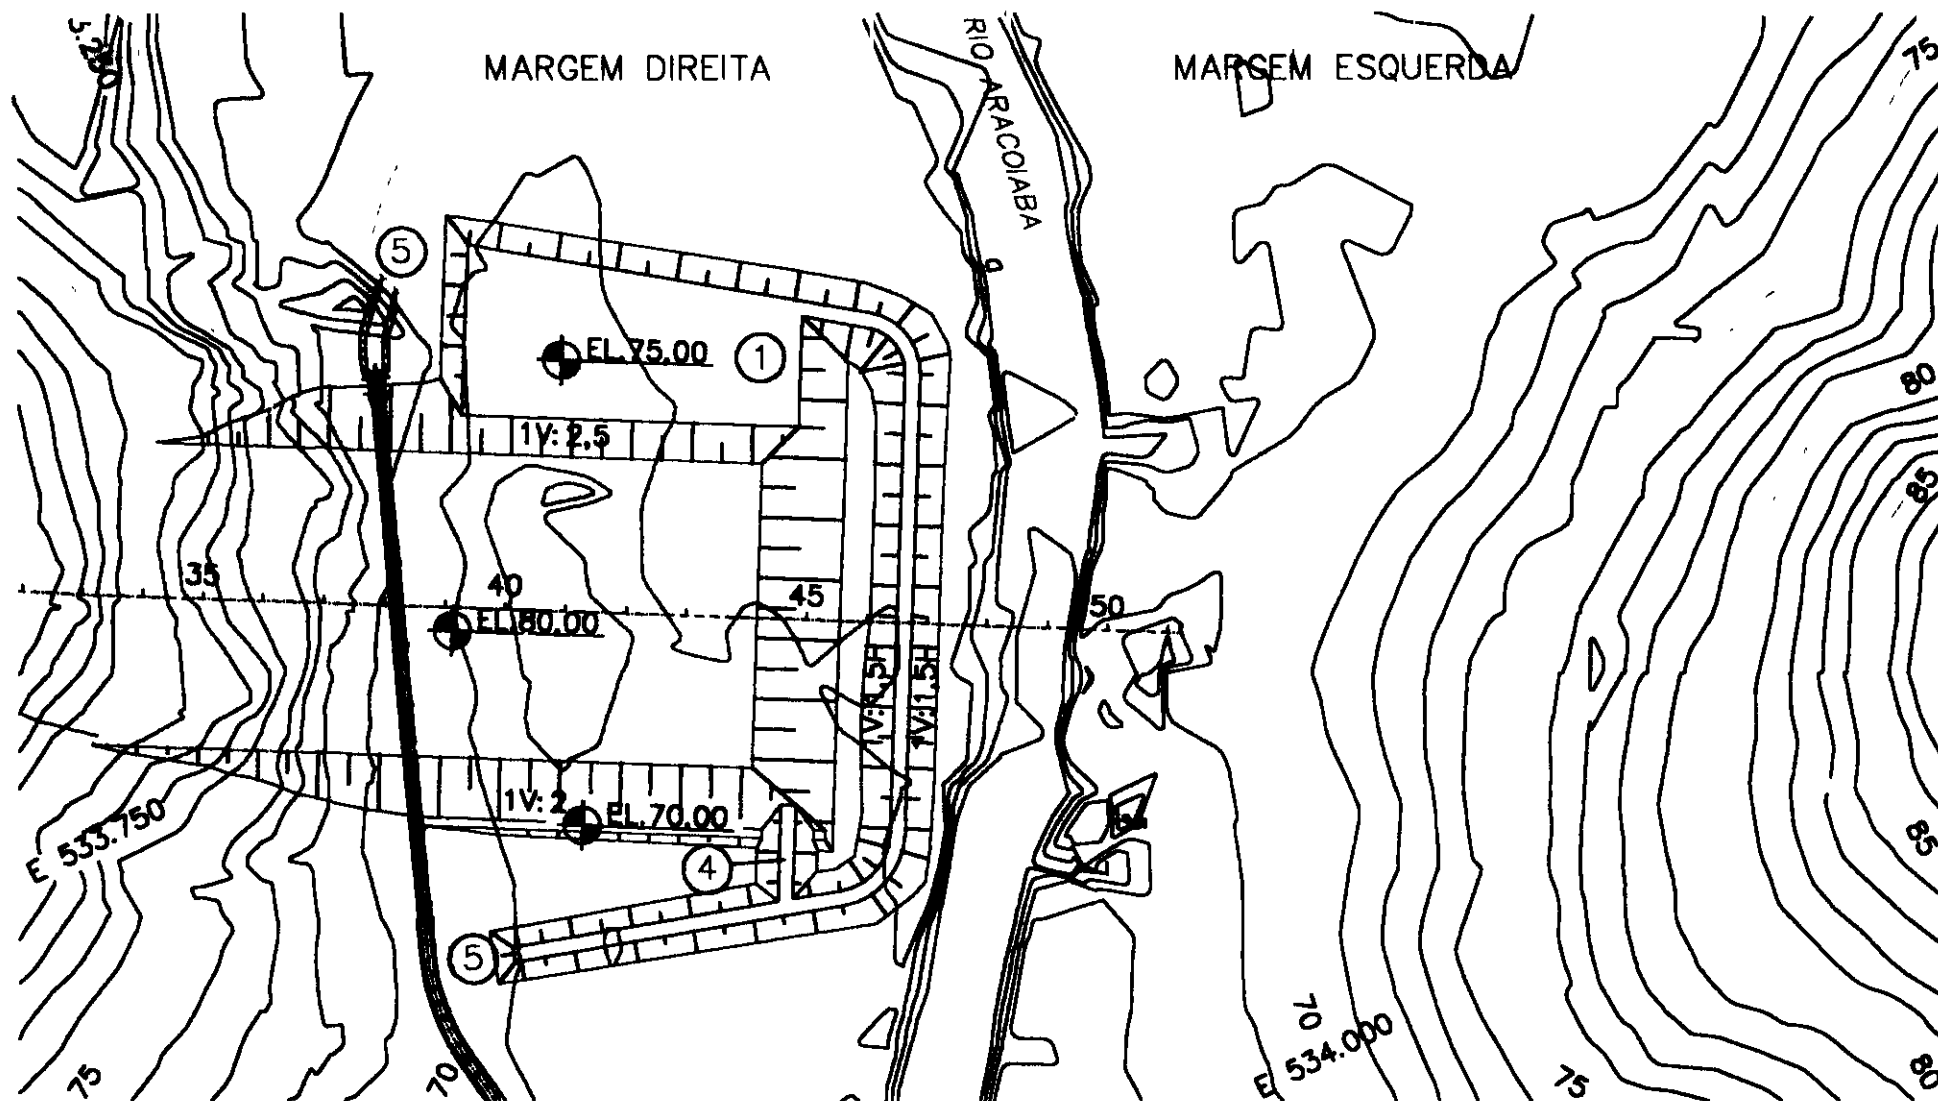 MARGEM DIREITA
MARGEM ESQUERDA
RIO ARACOIABA
75
5
EL.75.00
1
80
1V: 2,5
85
35
40
45
50
EL.80.00
1V:1,5H
1V:1,5H
1V: 2
EL.70.00
E 533.750
4
85
5
70
E 534.000
75
70
75
80